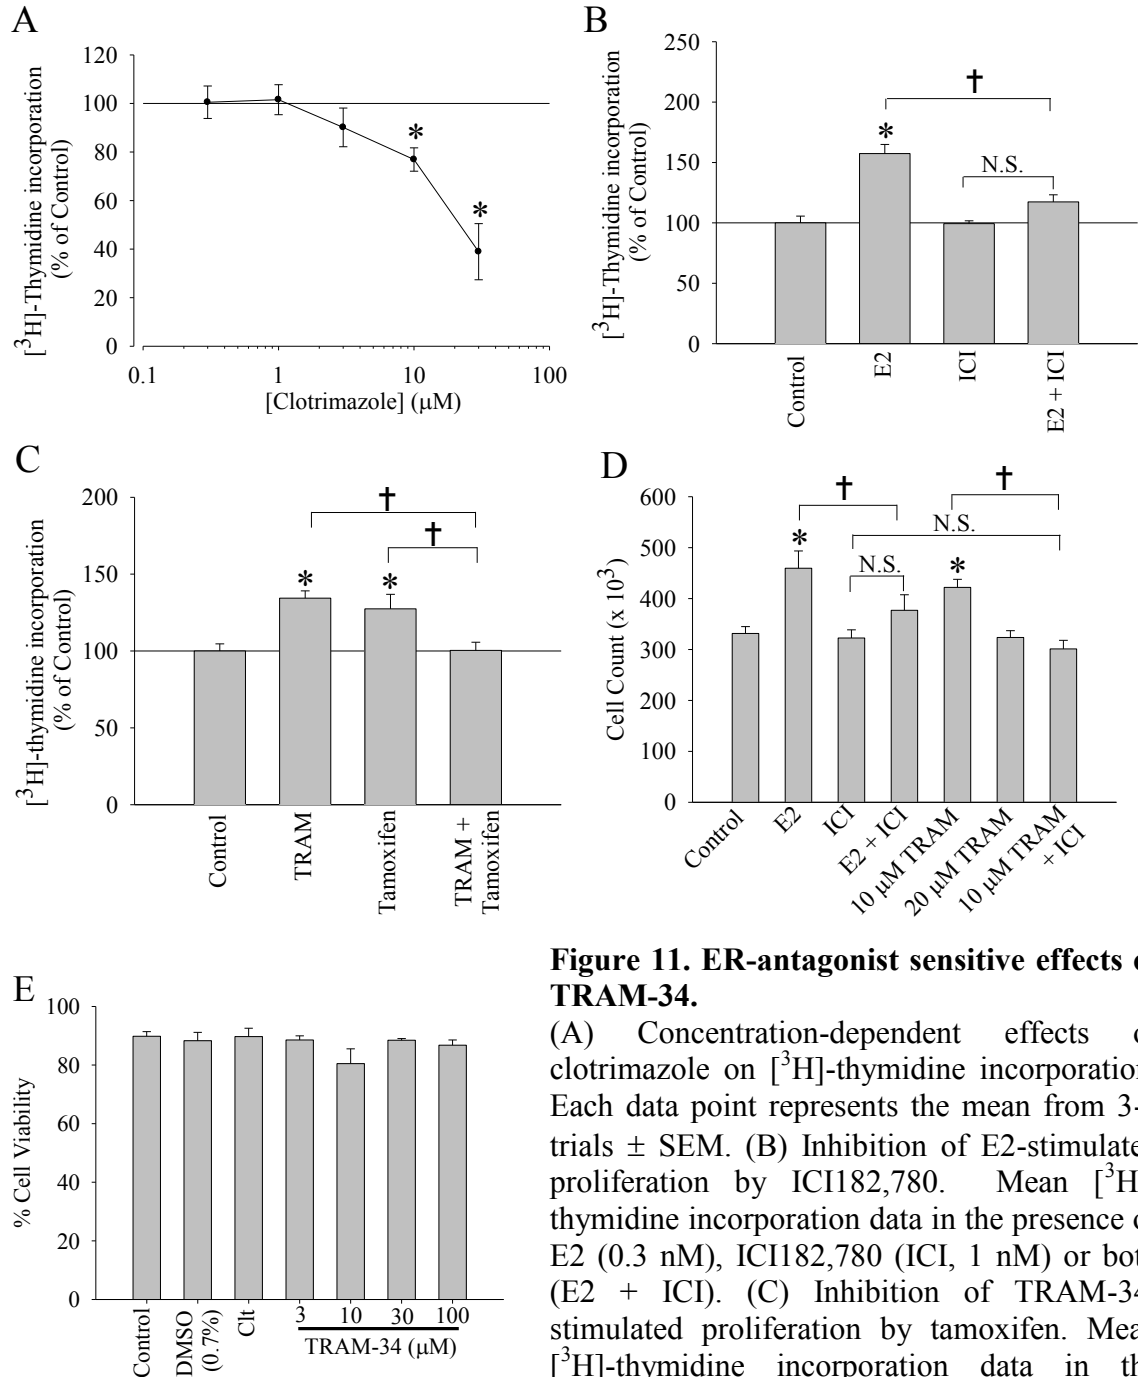 A
[³H]-Thymidine incorporation
(% of Control)
120
100
80
60
40
20
0
*
*
0.1
1
10
100
[Clotrimazole] (μM)
B
[³H]-Thymidine incorporation
(% of Control)
250
200
150
100
50
0
†
*
N.S.
Control
E2
ICI
E2 + ICI
C
[³H]-thymidine incorporation
(% of Control)
200
150
100
50
0
†
†
*
*
Control
TRAM
Tamoxifen
TRAM +
Tamoxifen
D
Cell Count (x 10³)
600
500
400
300
200
100
0
†
†
N.S.
*
N.S.
*
Control
E2
ICI
E2 + ICI
10 μM TRAM
20 μM TRAM
10 μM TRAM
+ ICI
E
% Cell Viability
100
80
60
40
20
0
Control
DMSO
(0.7%)
Clt
3 10 30 100
TRAM-34 (μM)
Figure 11. ER-antagonist sensitive effects
TRAM-34.
(A) Concentration-dependent effects
clotrimazole on [³H]-thymidine incorporation
Each data point represents the mean from 3-
trials ± SEM. (B) Inhibition of E2-stimulate
proliferation by ICI182,780. Mean [³H
thymidine incorporation data in the presence
E2 (0.3 nM), ICI182,780 (ICI, 1 nM) or bot
(E2 + ICI). (C) Inhibition of TRAM-34
stimulated proliferation by tamoxifen. Mea
[³H]-thymidine incorporation data in th